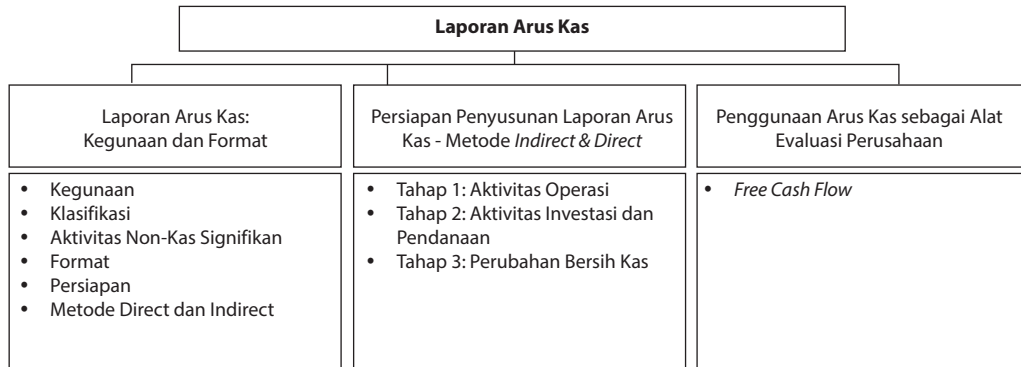 Laporan Arus Kas
Laporan Arus Kas:
Kegunaan dan Format
Persiapan Penyusunan Laporan Arus
Kas - Metode Indirect & Direct
Penggunaan Arus Kas sebagai Alat
Evaluasi Perusahaan
• Kegunaan
• Klasifikasi
• Aktivitas Non-Kas Signifikan
• Format
• Persiapan
• Metode Direct dan Indirect
• Tahap 1: Aktivitas Operasi
• Tahap 2: Aktivitas Investasi dan
Pendanaan
• Tahap 3: Perubahan Bersih Kas
• Free Cash Flow